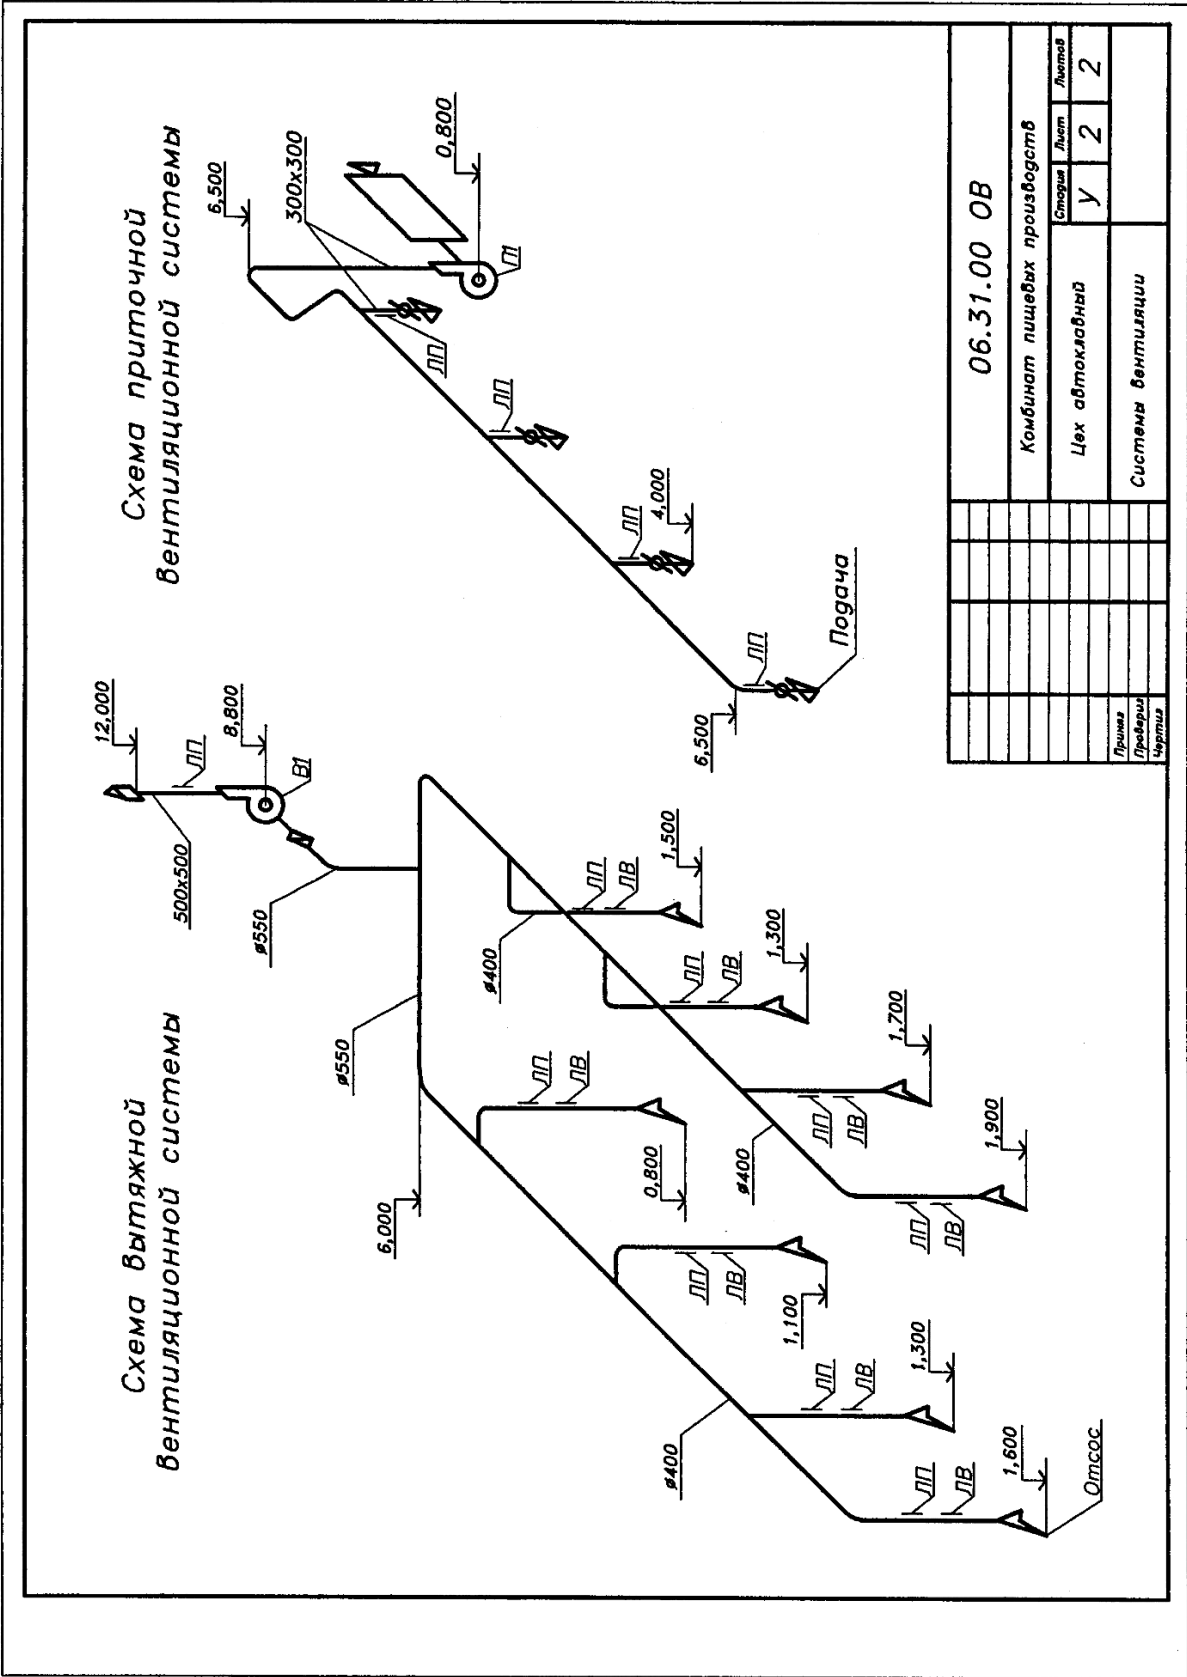 Схема вытяжной
вентиляционной системы
12,000
500x500
ЛП
8,800
В1
ø550
ø550
6,000
ø400
1,500
ЛП
ЛВ
1,300
ЛП
ЛВ
1,700
ЛП
ЛВ
ø400
1,900
ЛП
ЛВ
ЛП
ЛВ
0,800
ЛП
ЛВ
1,100
ø400
ЛП
ЛВ
1,300
ЛП
ЛВ
1,600
Отсос
Схема приточной
вентиляционной системы
6,500
300x300
0,800
П1
ЛП
ЛП
ЛП
4,000
ЛП
6,500
Подача
06.31.00 ОВ
Комбинат пищевых производств
Цех автоклавный
Стадия Лист Листов
У 2 2
Принял
Проверил
Чертил
Системы вентиляции